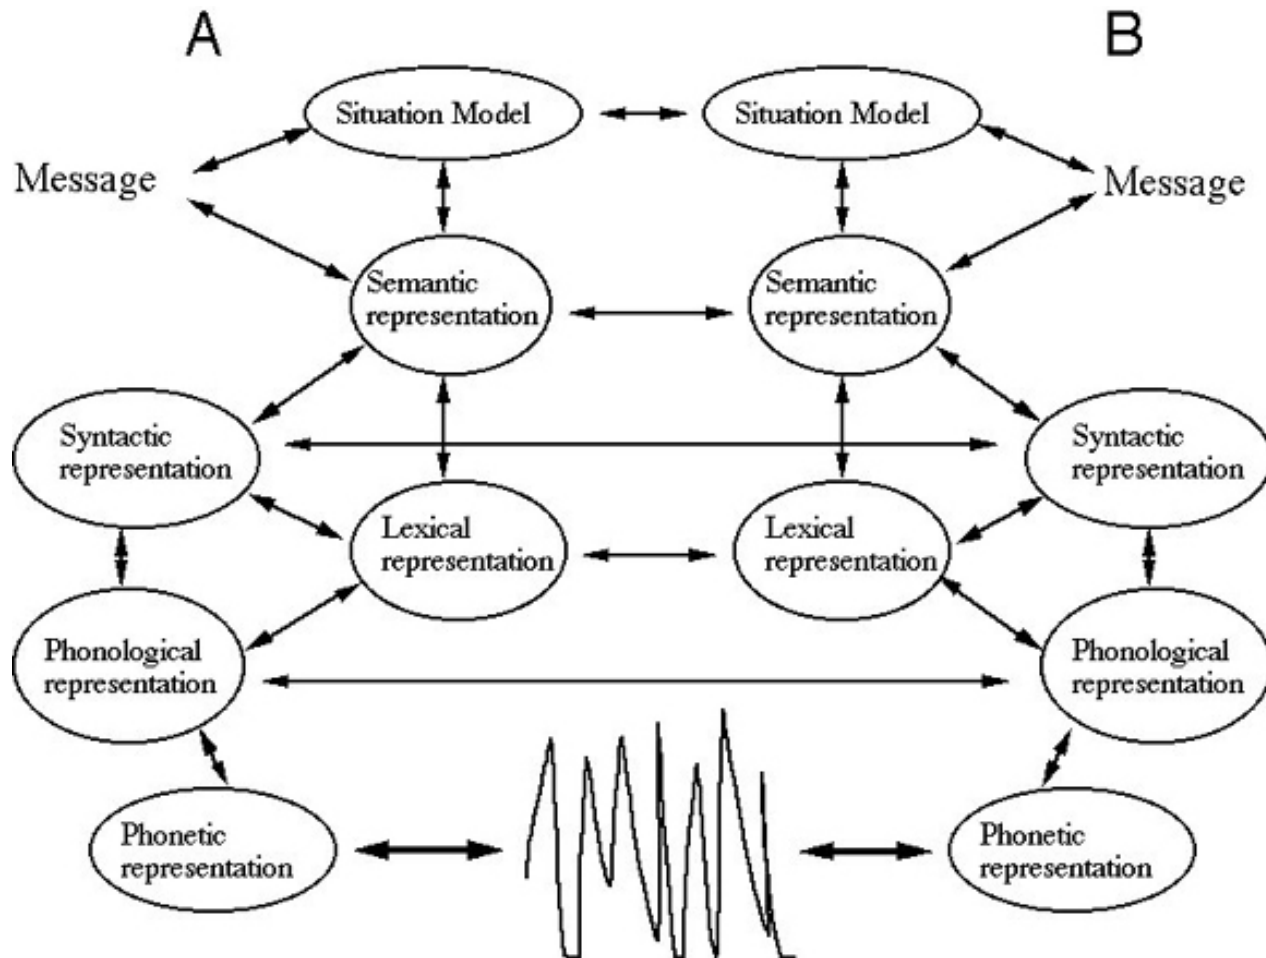 A
B
Situation Model
Situation Model
Message
Message
Semantic
representation
Semantic
representation
Syntactic
representation
Syntactic
representation
Lexical
representation
Lexical
representation
Phonological
representation
Phonological
representation
Phonetic
representation
Phonetic
representation